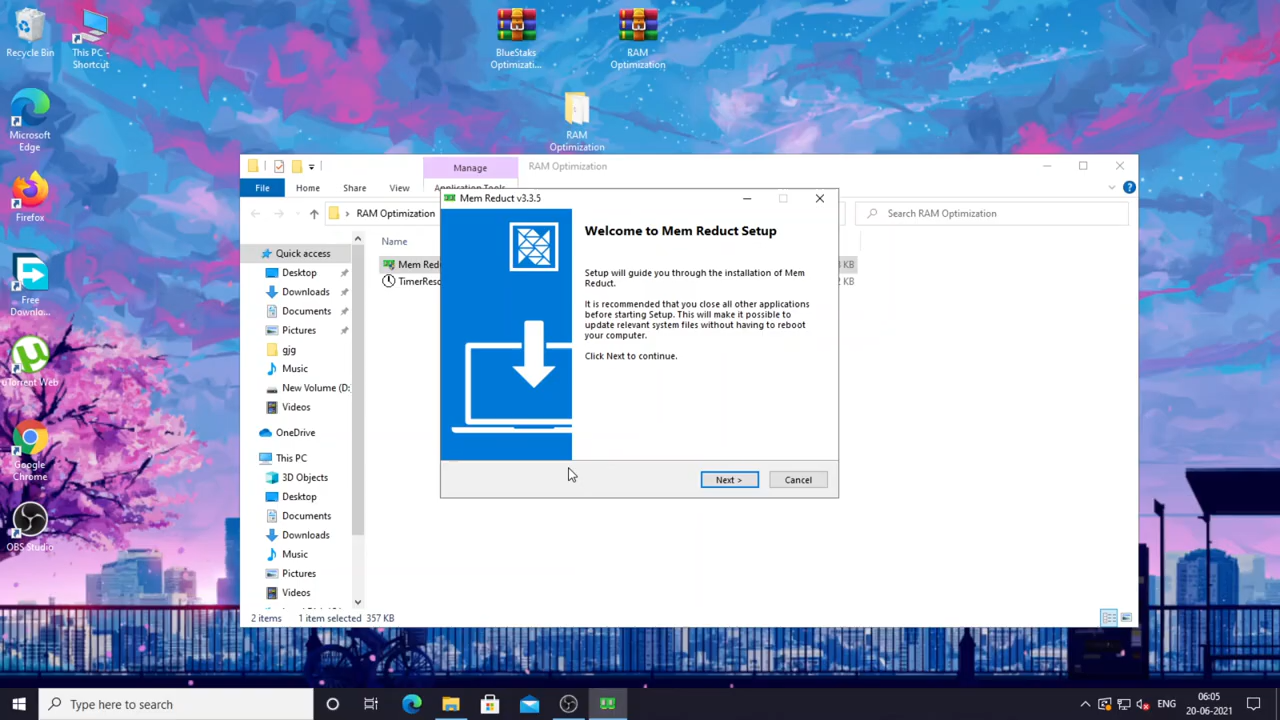 Recycle Bin
This PC -
Shortcut
BlueStaks
Optimizati...
RAM
Optimization
Microsoft
Edge
RAM
Optimization
Manage
RAM Optimization
File
Home
Share
View
Application Tools
Firefox
Mem Reduct v3.3.5
RAM Optimization
Search RAM Optimization
Welcome to Mem Reduct Setup
Name
Quick access
Mem Red
KB
Desktop
Setup will guide you through the installation of Mem
Reduct.
TimerReso
KB
Downloads
Free
Downlo...
Documents
It is recommended that you close all other applications
before starting Setup. This will make it possible to
update relevant system files without having to reboot
your computer.
Pictures
gjg
Click Next to continue.
Music
uTorrent Web
New Volume (D:
Videos
OneDrive
This PC
Google
Chrome
3D Objects
Next >
Cancel
Desktop
Documents
Downloads
OBS Studio
Music
Pictures
Videos
2 items
1 item selected 357 KB
Type here to search
ENG
06:05
20-06-2021